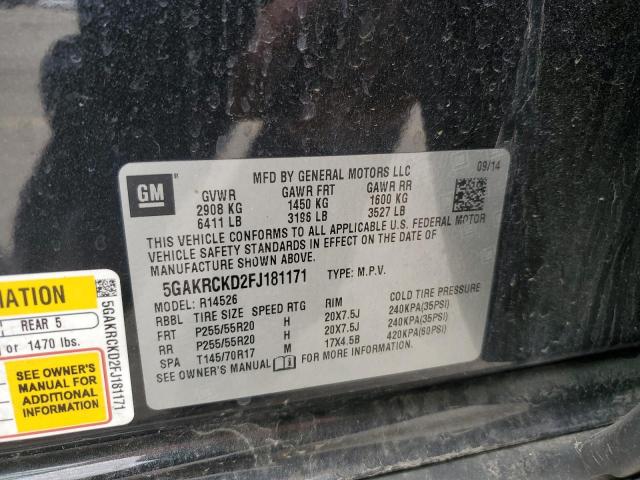 GM
MFD BY GENERAL MOTORS LLC 09/14
GVWR GAWR FRT GAWR RR
2908 KG 1450 KG 1600 KG
6411 LB 3196 LB 3527 LB
THIS VEHICLE CONFORMS TO ALL APPLICABLE U.S. FEDERAL MOTOR
VEHICLE SAFETY STANDARDS IN EFFECT ON THE DATE OF
MANUFACTURE SHOWN ABOVE.
5GAKRCKD2FJ181171 TYPE: M.P.V.
MODEL: R14526
RBBL TIRE SIZE SPEED RTG RIM COLD TIRE PRESSURE
FRT P255/55R20 H 20X7.5J 240KPA(35PSI)
RR P255/55R20 H 20X7.5J 240KPA(35PSI)
SPA T145/70R17 M 17X4.5B 420KPA(60PSI)
SEE OWNER'S MANUAL FOR MORE INFORMATION.
MATION
REAR 5
or 1470 lbs.
SEE OWNER'S
MANUAL FOR
ADDITIONAL
INFORMATION
5GAKRCKD2FJ181171